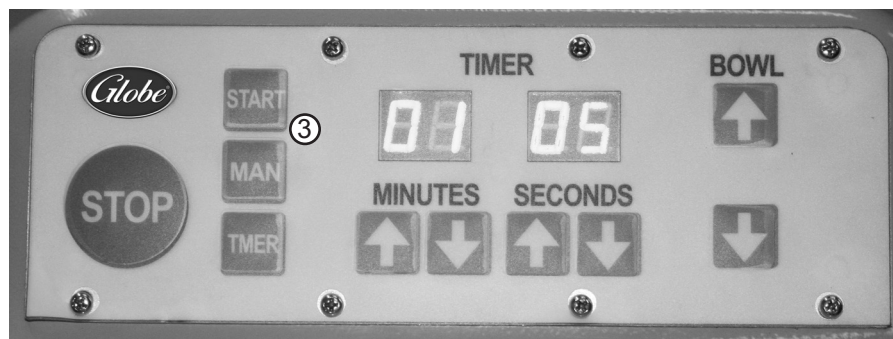 TIMER BOWL
Globe
START
01 05
3
MAN
MINUTES SECONDS
STOP
TMER